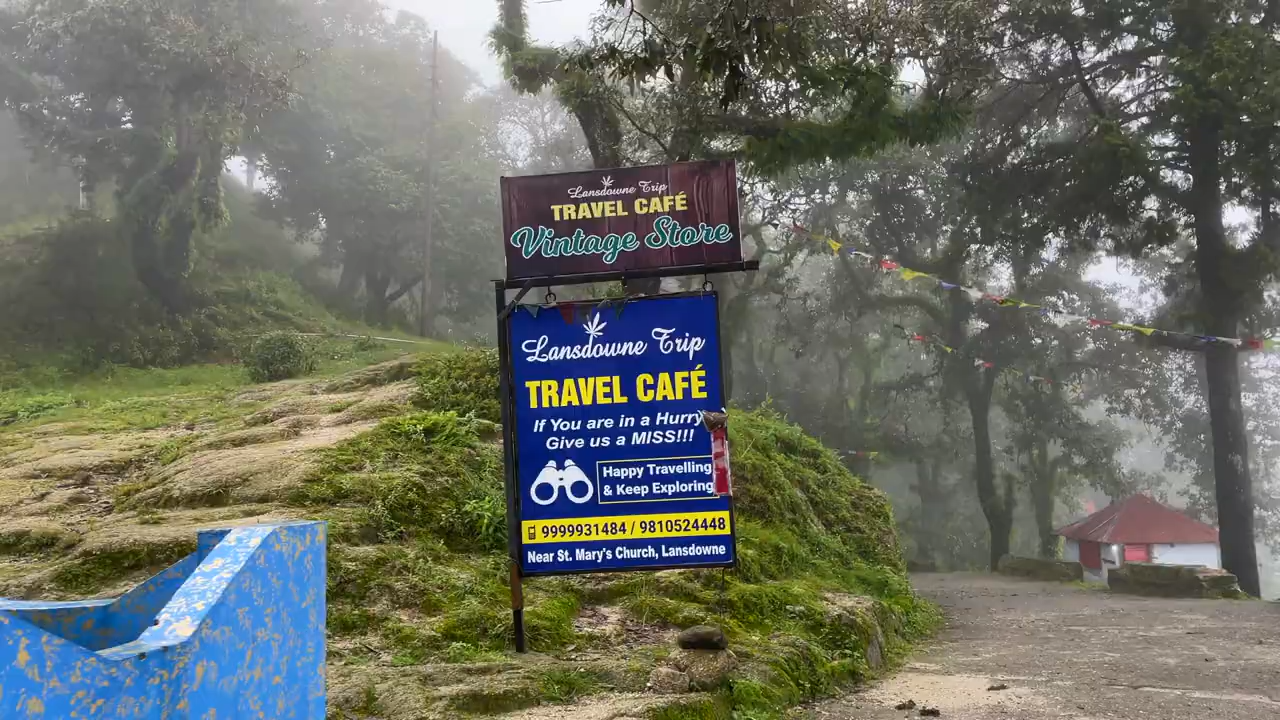 Lansdowne Trip
TRAVEL CAFÉ
Vintage Store
Lansdowne Trip
TRAVEL CAFÉ
If You are in a Hurry
Give us a MISS!!!
Happy Travelling
& Keep Exploring
9999931484 / 9810524448
Near St. Mary's Church, Lansdowne